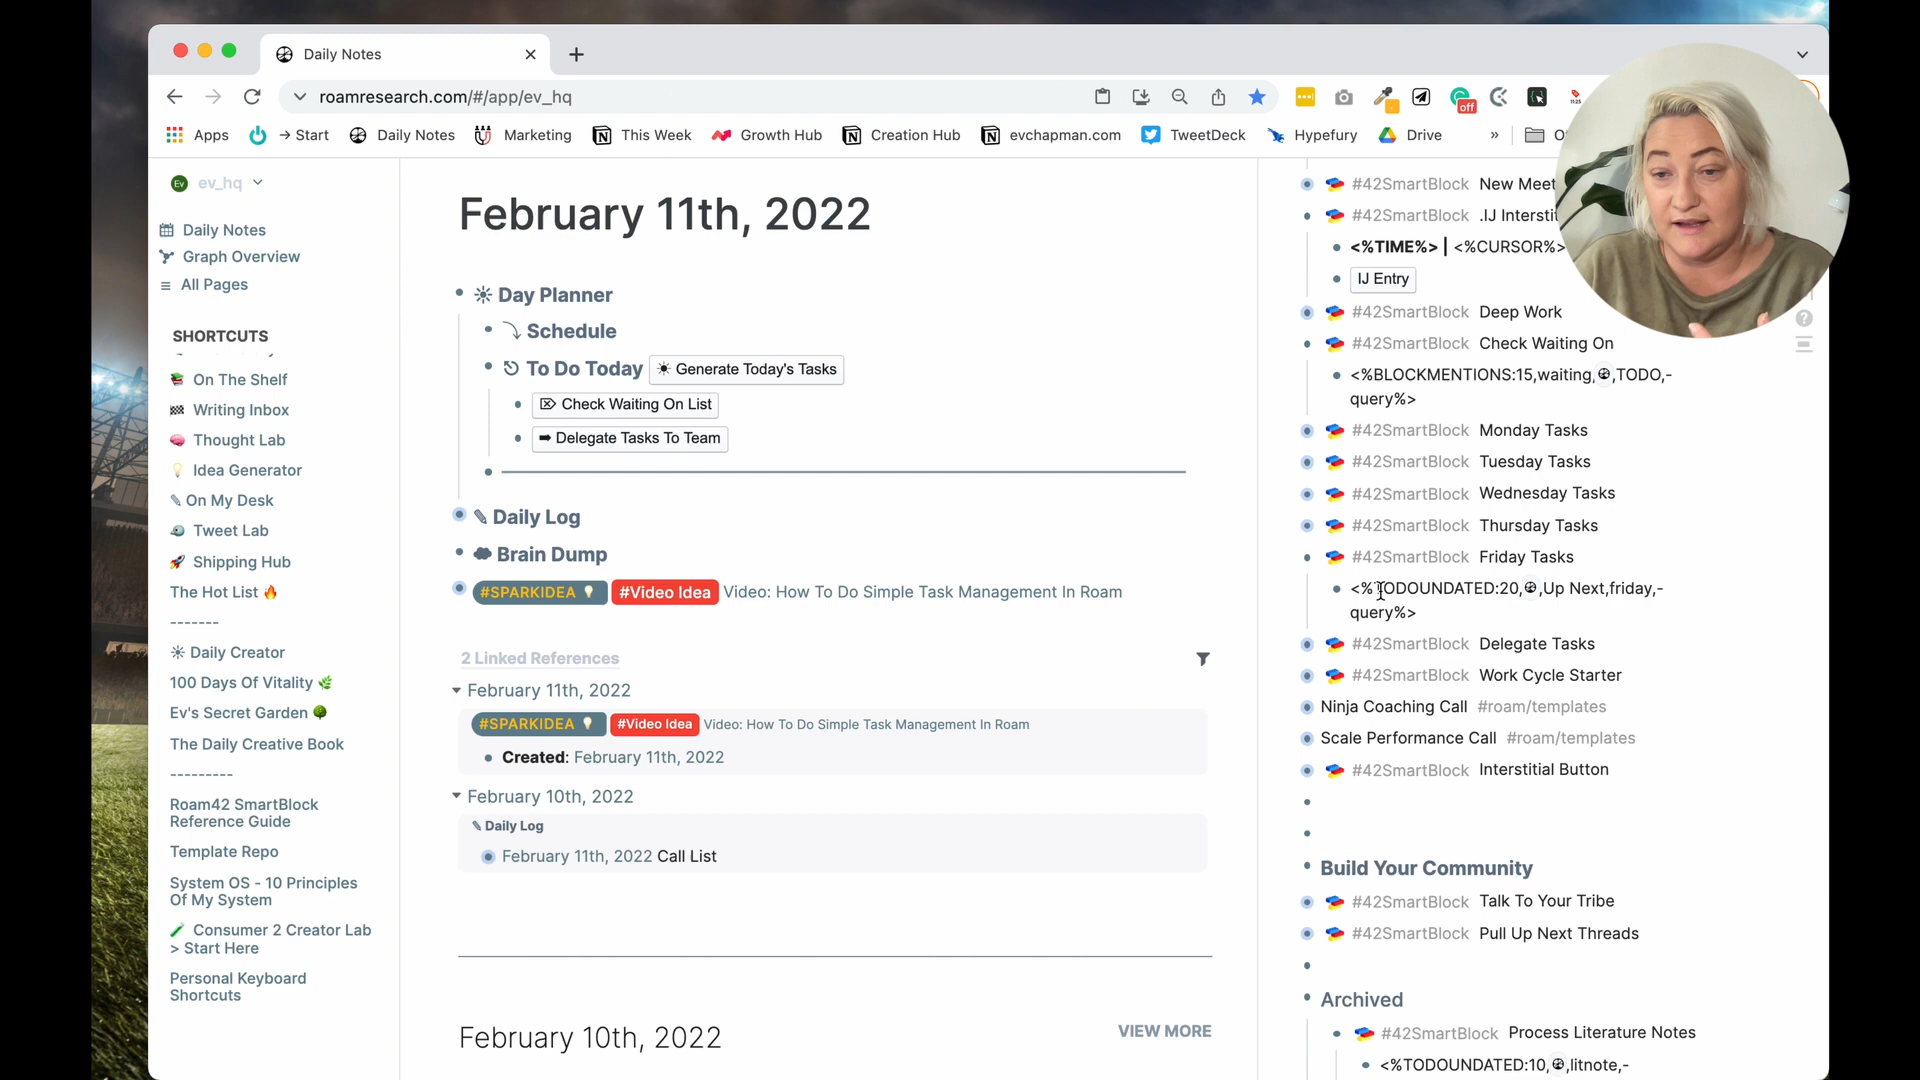 Daily Notes
roamresearch.com/#/app/ev_hq
off
11:25
Apps
→ Start
Daily Notes
Marketing
This Week
Growth Hub
Creation Hub
evchapman.com
TweetDeck
Hypefury
Drive
»
Ev
ev_hq
Daily Notes
Graph Overview
All Pages
SHORTCUTS
On The Shelf
Writing Inbox
Thought Lab
Idea Generator
On My Desk
Tweet Lab
Shipping Hub
The Hot List 🔥
-------
☀ Daily Creator
100 Days Of Vitality 🌿
Ev's Secret Garden 🌳
The Daily Creative Book
---------
Roam42 SmartBlock
Reference Guide
Template Repo
System OS - 10 Principles
Of My System
Consumer 2 Creator Lab
> Start Here
Personal Keyboard
Shortcuts
February 11th, 2022
☀ Day Planner
Schedule
To Do Today ☀ Generate Today's Tasks
⌦ Check Waiting On List
➡ Delegate Tasks To Team
✎ Daily Log
Brain Dump
#SPARKIDEA 💡 #Video Idea Video: How To Do Simple Task Management In Roam
2 Linked References
February 11th, 2022
#SPARKIDEA 💡 #Video Idea Video: How To Do Simple Task Management In Roam
Created: February 11th, 2022
February 10th, 2022
✎ Daily Log
February 11th, 2022 Call List
February 10th, 2022
VIEW MORE
#42SmartBlock New Meet
#42SmartBlock .IJ Interstit
<%TIME%> | <%CURSOR%>
IJ Entry
#42SmartBlock Deep Work
#42SmartBlock Check Waiting On
<%BLOCKMENTIONS:15,waiting,,TODO,-
query%>
#42SmartBlock Monday Tasks
#42SmartBlock Tuesday Tasks
#42SmartBlock Wednesday Tasks
#42SmartBlock Thursday Tasks
#42SmartBlock Friday Tasks
<%TODOUNDATED:20,,Up Next,friday,-
query%>
#42SmartBlock Delegate Tasks
#42SmartBlock Work Cycle Starter
Ninja Coaching Call #roam/templates
Scale Performance Call #roam/templates
#42SmartBlock Interstitial Button
Build Your Community
#42SmartBlock Talk To Your Tribe
#42SmartBlock Pull Up Next Threads
Archived
#42SmartBlock Process Literature Notes
<%TODOUNDATED:10,,litnote,-